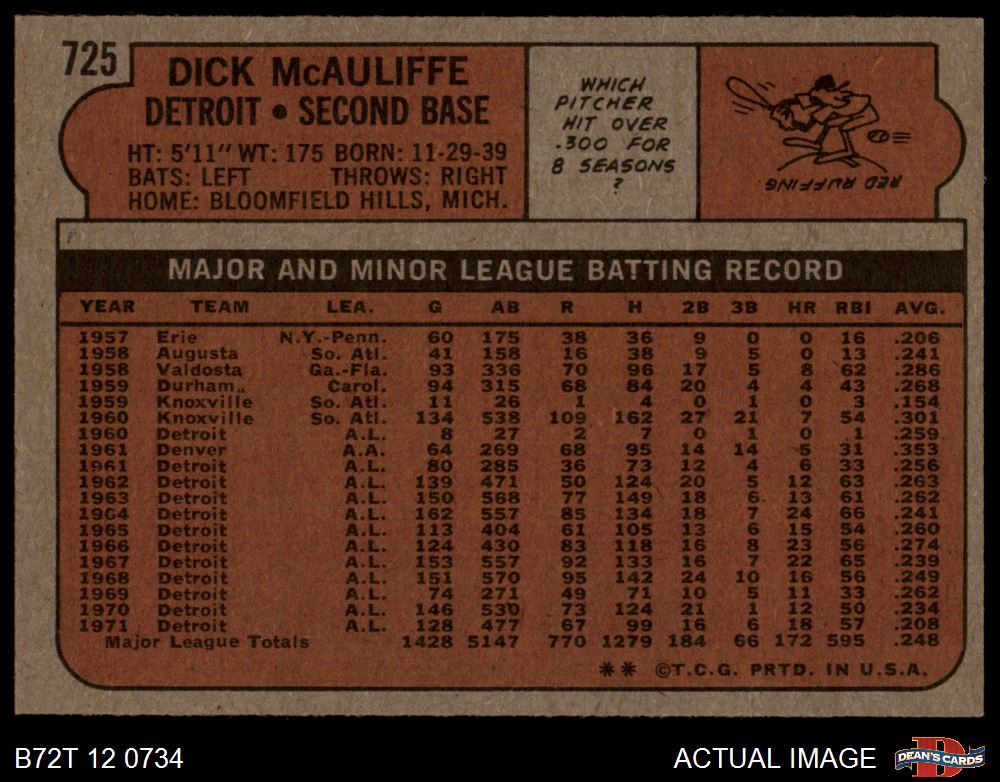 725
DICK McAULIFFE
DETROIT • SECOND BASE
HT: 5'11" WT: 175 BORN: 11-29-39
BATS: LEFT THROWS: RIGHT
HOME: BLOOMFIELD HILLS, MICH.
WHICH
PITCHER
HIT OVER
.300 FOR
8 SEASONS
?
RED RUFFING.
MAJOR AND MINOR LEAGUE BATTING RECORD
YEAR TEAM LEA. G AB R H 2B 3B HR RBI AVG.
1957 Erie N.Y.-Penn. 60 175 38 36 9 0 0 16 .206
1958 Augusta So. Atl. 41 158 16 38 9 5 0 13 .241
1958 Valdosta Ga.-Fla. 93 336 70 96 17 5 8 62 .286
1959 Durham Carol. 94 315 68 84 20 4 4 43 .268
1959 Knoxville So. Atl. 11 26 1 4 0 1 0 3 .154
1960 Knoxville So. Atl. 134 538 109 162 27 21 7 54 .301
1960 Detroit A.L. 8 27 2 7 0 1 0 1 .259
1961 Denver A.A. 64 269 68 95 14 14 5 31 .353
1961 Detroit A.L. 80 285 36 73 12 4 6 33 .256
1962 Detroit A.L. 139 471 50 124 20 5 12 63 .263
1963 Detroit A.L. 150 568 77 149 18 6 13 61 .262
1964 Detroit A.L. 162 557 85 134 18 7 24 66 .241
1965 Detroit A.L. 113 404 61 105 13 6 15 54 .260
1966 Detroit A.L. 124 430 83 118 16 8 23 56 .274
1967 Detroit A.L. 153 557 92 133 16 7 22 65 .239
1968 Detroit A.L. 151 570 95 142 24 10 16 56 .249
1969 Detroit A.L. 74 271 49 71 10 5 11 33 .262
1970 Detroit A.L. 146 530 73 124 21 1 12 50 .234
1971 Detroit A.L. 128 477 67 99 16 6 18 57 .208
Major League Totals 1428 5147 770 1279 184 66 172 595 .248
** ©T.C.G. PRTD. IN U.S.A.
B72T 12 0734 ACTUAL IMAGE
D
DEAN'S CARDS